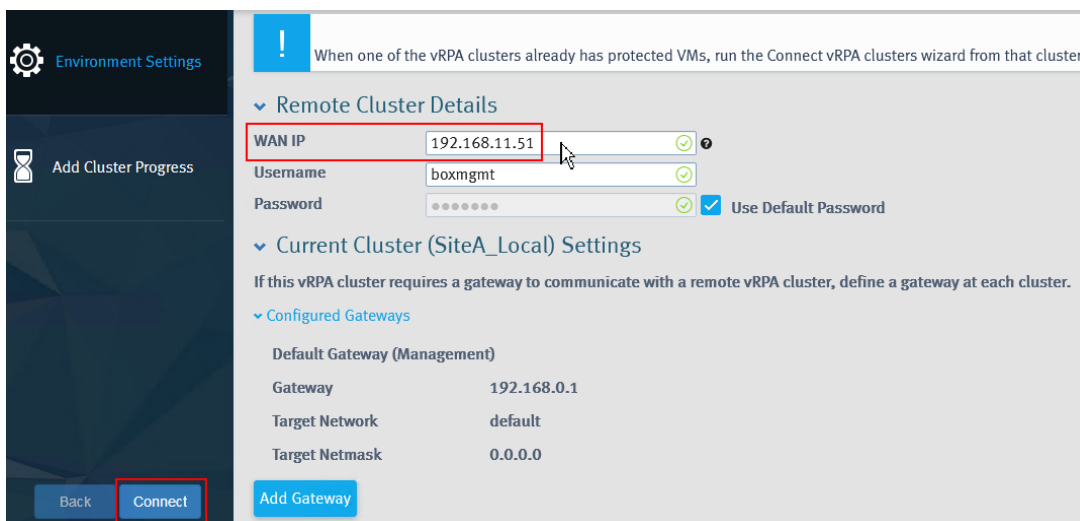 Environment Settings
Add Cluster Progress
Back
Connect
!
When one of the vRPA clusters already has protected VMs, run the Connect vRPA clusters wizard from that cluster
Remote Cluster Details
WAN IP 192.168.11.51
Username boxmgmt
Password Use Default Password
Current Cluster (SiteA_Local) Settings
If this vRPA cluster requires a gateway to communicate with a remote vRPA cluster, define a gateway at each cluster.
Configured Gateways
Default Gateway (Management)
Gateway 192.168.0.1
Target Network default
Target Netmask 0.0.0.0
Add Gateway